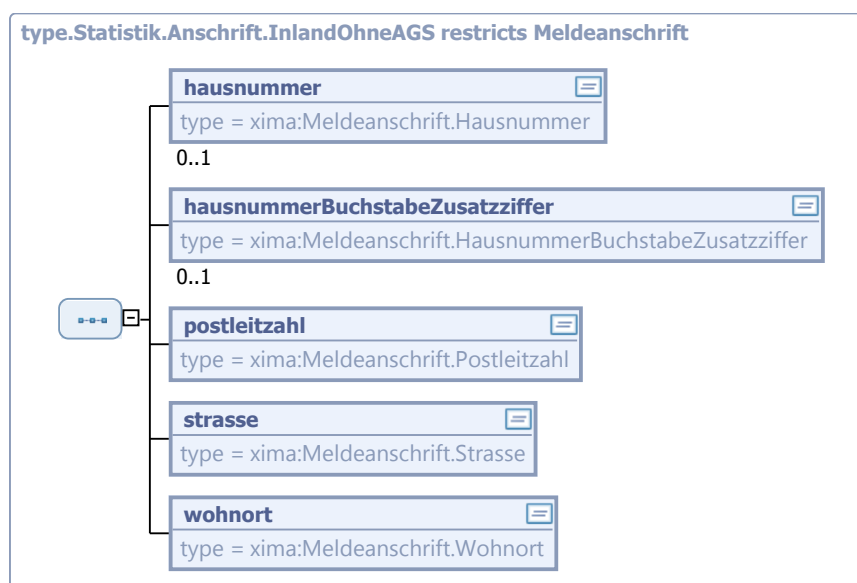 type.Statistik.Anschrift.InlandOhneAGS restricts Meldeanschrift
hausnummer
type = xima:Meldeanschrift.Hausnummer
0..1
hausnummerBuchstabeZusatzziffer
type = xima:Meldeanschrift.HausnummerBuchstabeZusatzziffer
0..1
postleitzahl
type = xima:Meldeanschrift.Postleitzahl
strasse
type = xima:Meldeanschrift.Strasse
wohnort
type = xima:Meldeanschrift.Wohnort